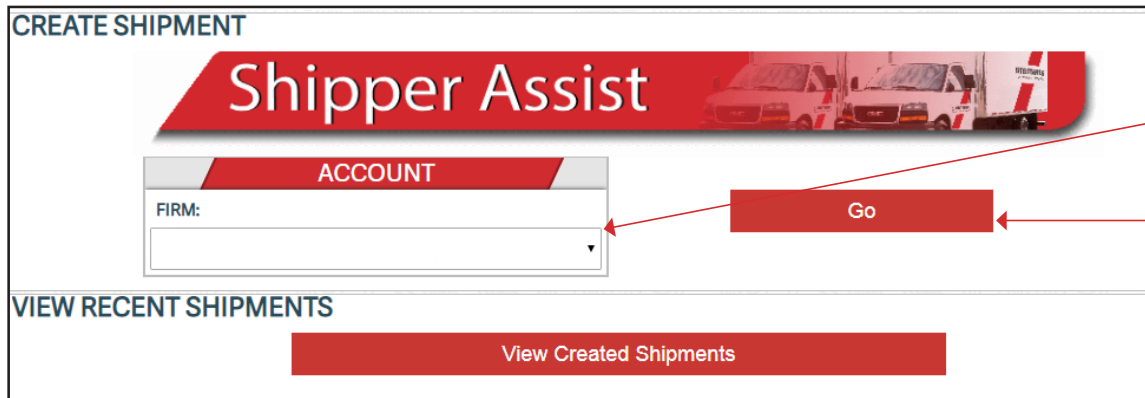 CREATE SHIPMENT
Shipper Assist
ACCOUNT
FIRM:
Go
VIEW RECENT SHIPMENTS
View Created Shipments